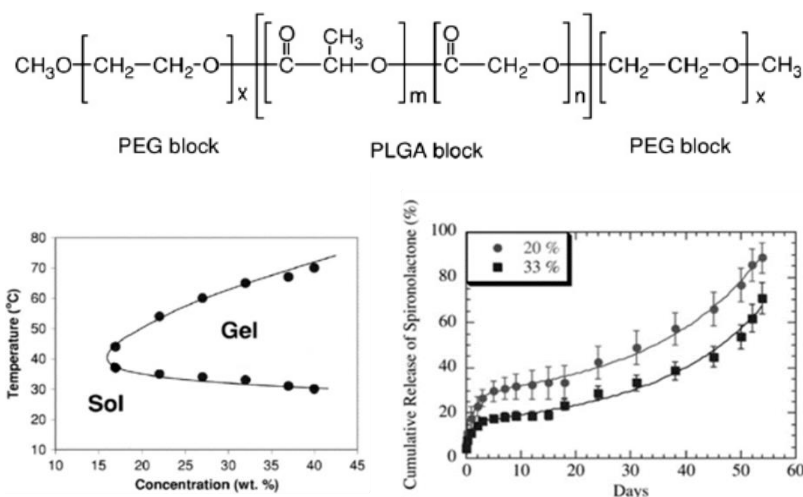 O CH3 O
CH3O CH2—CH2—O C—CH—O C—CH2—O CH2—CH2—O CH3
x m n x
PEG block PLGA block PEG block
80
70
60
50
40
30
20
10
Temperature (°C)
Gel
Sol
10 15 20 25 30 35 40 45
Concentration (wt. %)
100
80
60
40
20
0
Cumulative Release of Spironolactone (%)
20 %
33 %
0 10 20 30 40 50 60
Days